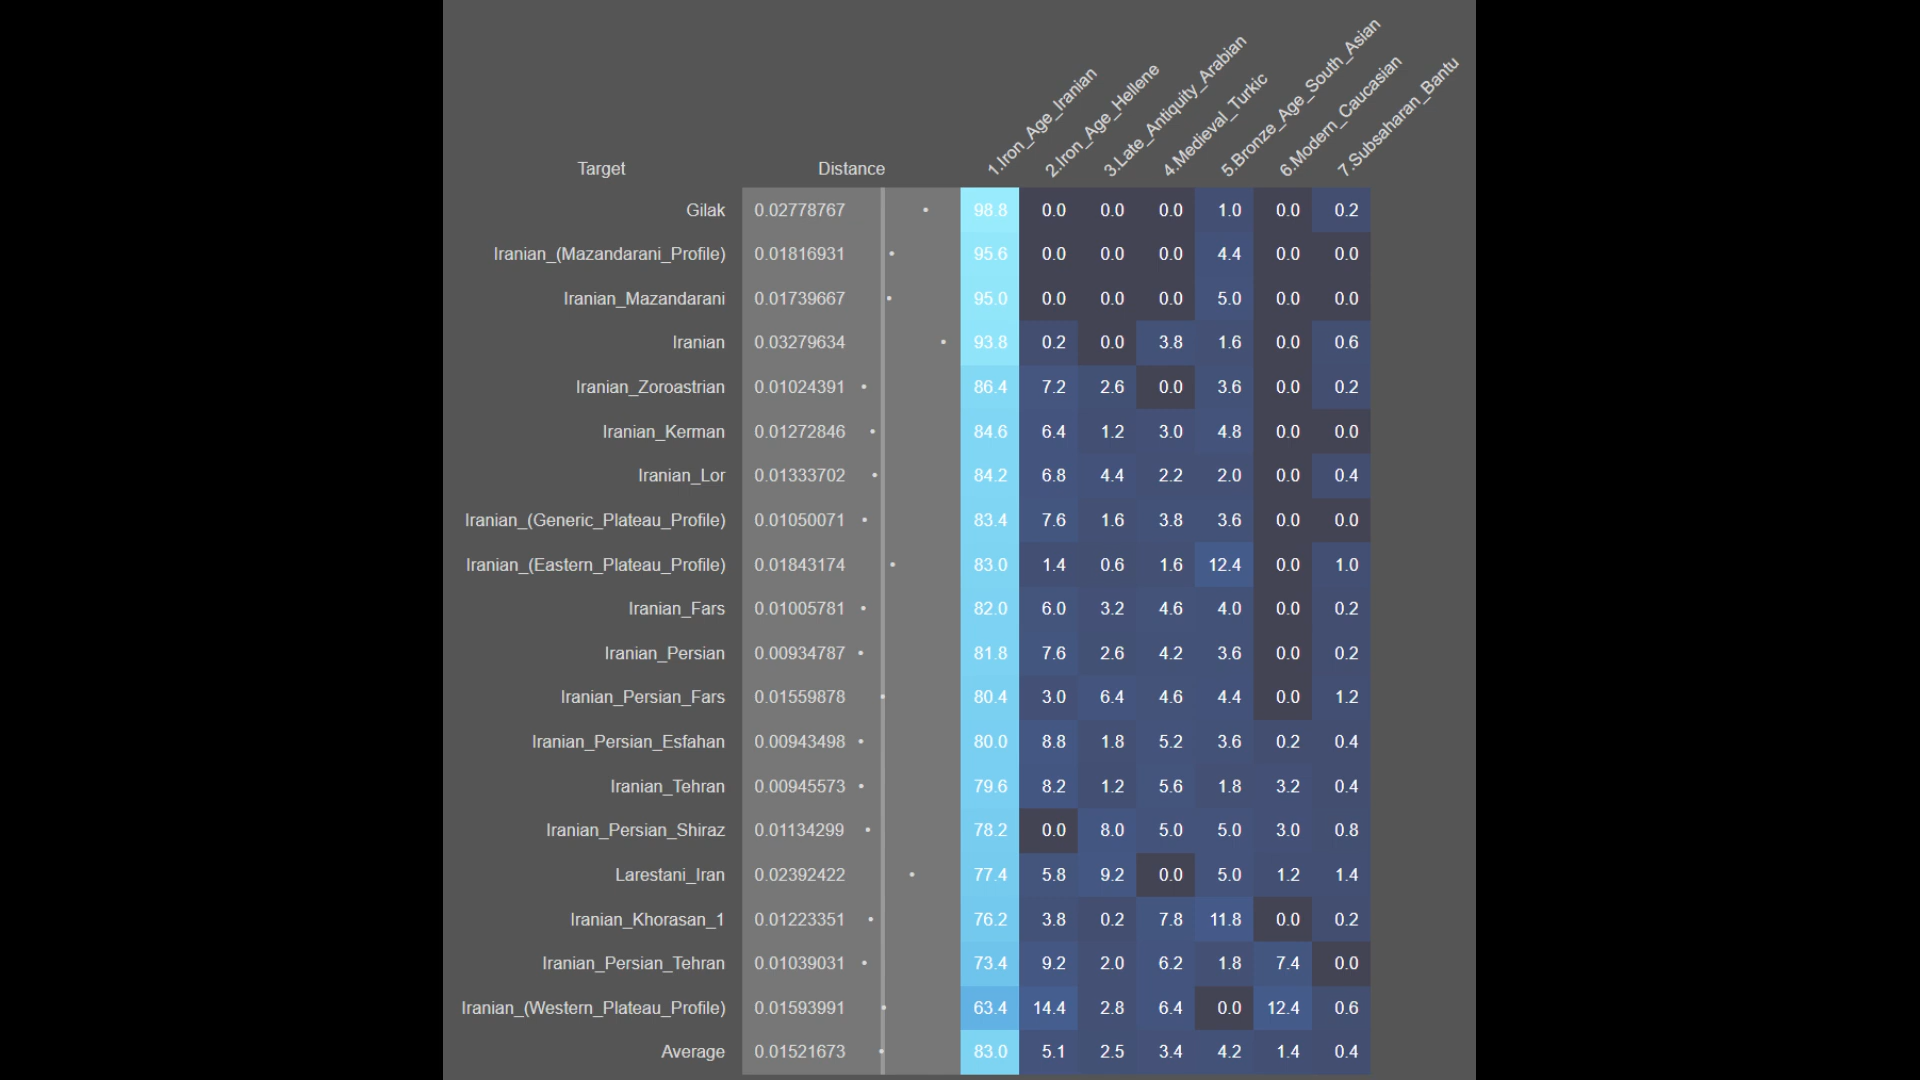 Target Distance 1.Iron_Age_Iranian 2.Iron_Age_Hellene 3.Late_Antiquity_Arabian 4.Medieval_Turkic 5.Bronze_Age_South_Asian 6.Modern_Caucasian 7.Subsaharan_Bantu
Gilak 0.02778767 98.8 0.0 0.0 0.0 1.0 0.0 0.2
Iranian_(Mazandarani_Profile) 0.01816931 95.6 0.0 0.0 0.0 4.4 0.0 0.0
Iranian_Mazandarani 0.01739667 95.0 0.0 0.0 0.0 5.0 0.0 0.0
Iranian 0.03279634 93.8 0.2 0.0 3.8 1.6 0.0 0.6
Iranian_Zoroastrian 0.01024391 86.4 7.2 2.6 0.0 3.6 0.0 0.2
Iranian_Kerman 0.01272846 84.6 6.4 1.2 3.0 4.8 0.0 0.0
Iranian_Lor 0.01333702 84.2 6.8 4.4 2.2 2.0 0.0 0.4
Iranian_(Generic_Plateau_Profile) 0.01050071 83.4 7.6 1.6 3.8 3.6 0.0 0.0
Iranian_(Eastern_Plateau_Profile) 0.01843174 83.0 1.4 0.6 1.6 12.4 0.0 1.0
Iranian_Fars 0.01005781 82.0 6.0 3.2 4.6 4.0 0.0 0.2
Iranian_Persian 0.00934787 81.8 7.6 2.6 4.2 3.6 0.0 0.2
Iranian_Persian_Fars 0.01559878 80.4 3.0 6.4 4.6 4.4 0.0 1.2
Iranian_Persian_Esfahan 0.00943498 80.0 8.8 1.8 5.2 3.6 0.2 0.4
Iranian_Tehran 0.00945573 79.6 8.2 1.2 5.6 1.8 3.2 0.4
Iranian_Persian_Shiraz 0.01134299 78.2 0.0 8.0 5.0 5.0 3.0 0.8
Larestani_Iran 0.02392422 77.4 5.8 9.2 0.0 5.0 1.2 1.4
Iranian_Khorasan_1 0.01223351 76.2 3.8 0.2 7.8 11.8 0.0 0.2
Iranian_Persian_Tehran 0.01039031 73.4 9.2 2.0 6.2 1.8 7.4 0.0
Iranian_(Western_Plateau_Profile) 0.01593991 63.4 14.4 2.8 6.4 0.0 12.4 0.6
Average 0.01521673 83.0 5.1 2.5 3.4 4.2 1.4 0.4